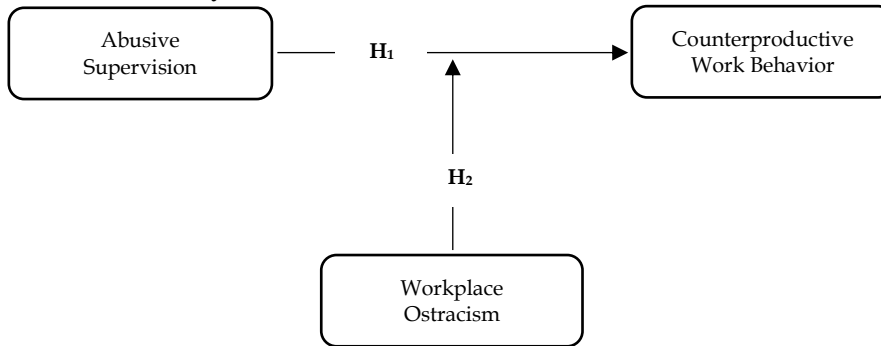 Abusive
Supervision
H₁
Counterproductive
Work Behavior
H₂
Workplace
Ostracism